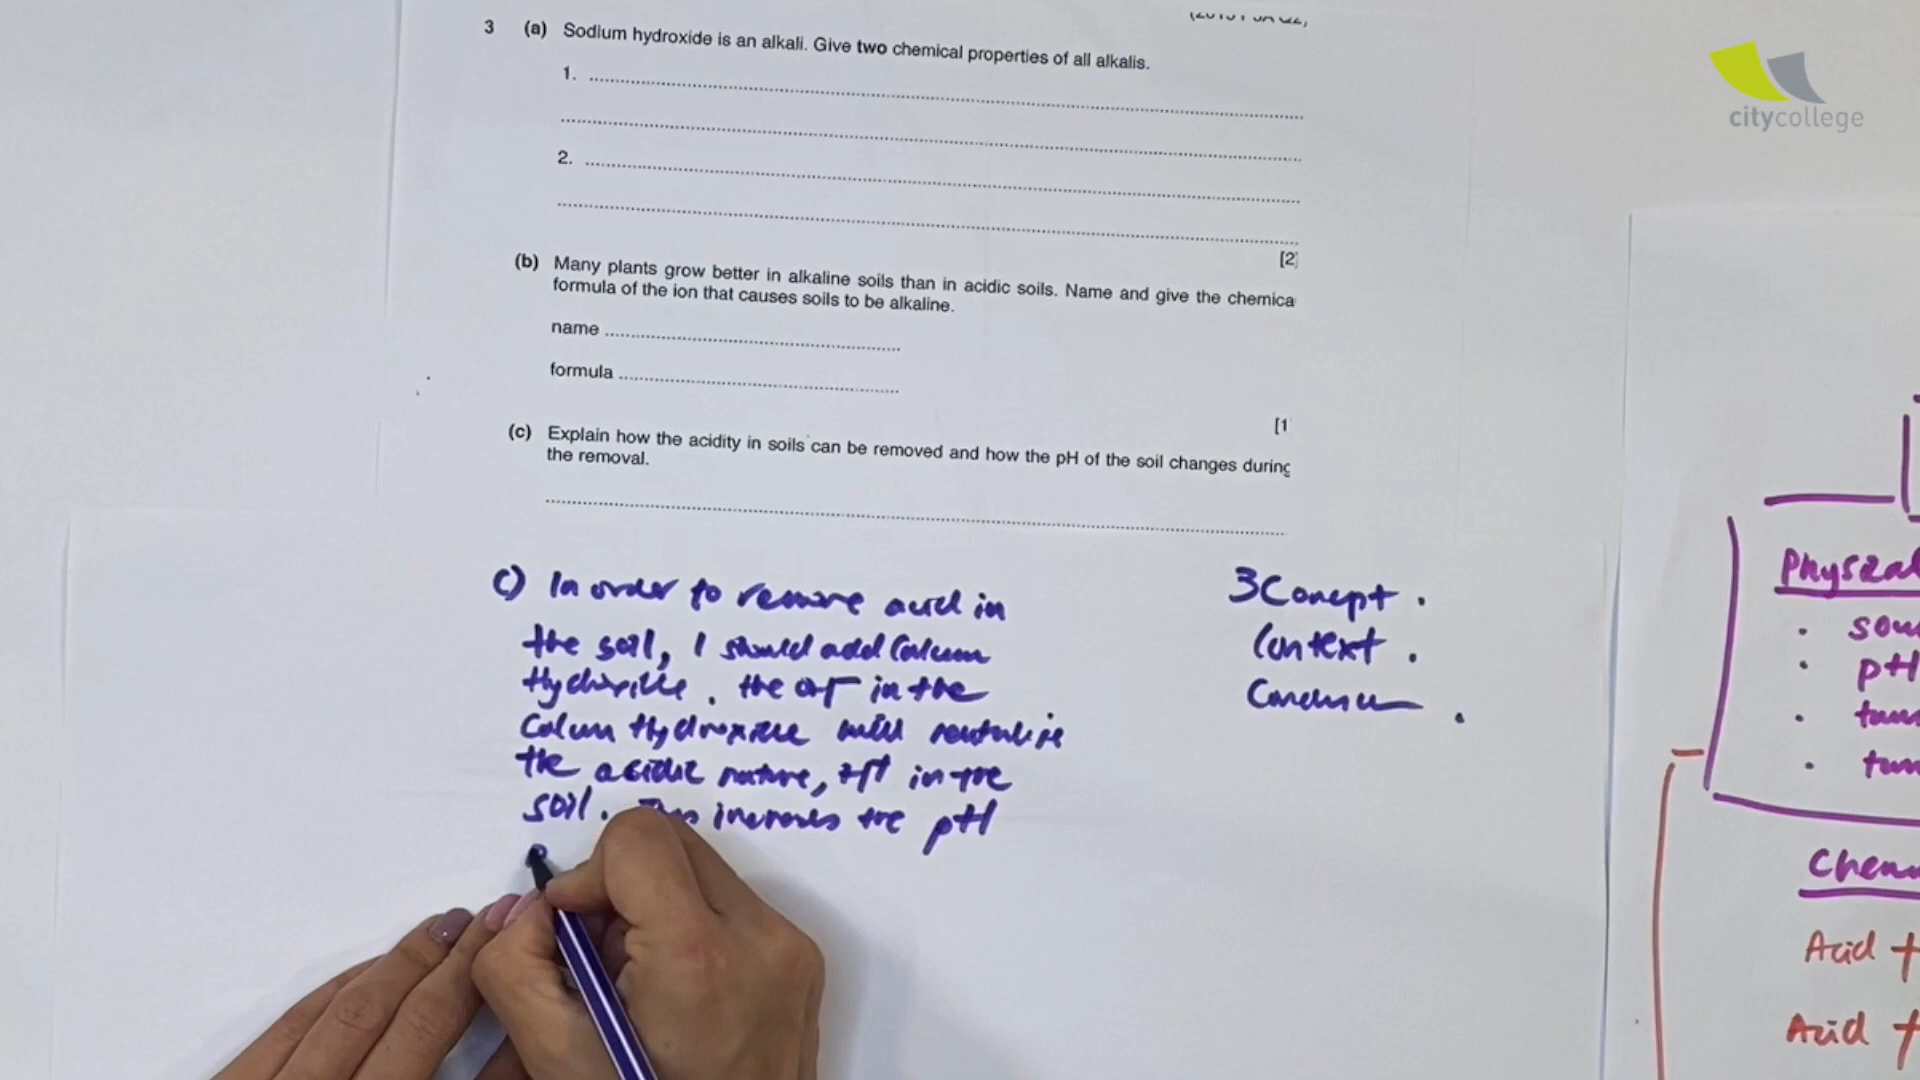 3 (a) Sodium hydroxide is an alkali. Give two chemical properties of all alkalis.
1.
2.
[2]
(b) Many plants grow better in alkaline soils than in acidic soils. Name and give the chemica
formula of the ion that causes soils to be alkaline.
name
formula
[1
(c) Explain how the acidity in soils can be removed and how the pH of the soil changes during
the removal.
c) In order to remove acid in
the soil, I should add Calcium
Hydroxide. the OH⁻ in the
Calcium Hydroxide will neutralize
the acidic nature, H⁺ in the
soil. This increases the pH
3 Concept.
Context.
Conclusion.
Physical
• sou
• pH
Chem
Acid +
Acid +
citycollege